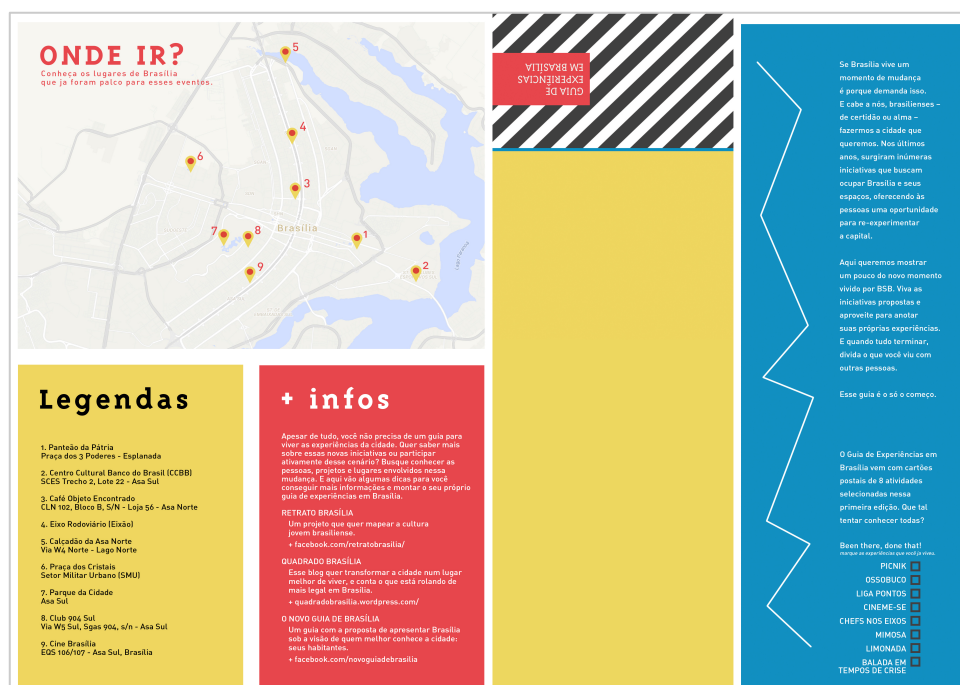 ONDE IR?
Conheça os lugares de Brasília
que ja foram palco para esses eventos.
5
4
6
3
7
8
Brasília
1
9
2
Lago Paranoá
Legendas
1. Panteão da Pátria
Praça dos 3 Poderes - Esplanada
2. Centro Cultural Banco do Brasil (CCBB)
SCES Trecho 2, Lote 22 - Asa Sul
3. Café Objeto Encontrado
CLN 102, Bloco B, S/N - Loja 56 - Asa Norte
4. Eixo Rodoviário (Eixão)
5. Calçadão da Asa Norte
Via W4 Norte - Lago Norte
6. Praça dos Cristais
Setor Militar Urbano (SMU)
7. Parque da Cidade
Asa Sul
8. Club 904 Sul
Via W5 Sul, Sgas 904, s/n - Asa Sul
9. Cine Brasília
EQS 106/107 - Asa Sul, Brasília
+ infos
Apesar de tudo, você não precisa de um guia para
viver as experiências da cidade. Quer saber mais
sobre essas novas iniciativas ou participar
ativamente desse cenário? Busque conhecer as
pessoas, projetos e lugares envolvidos nessa
mudança. E aqui vão algumas dicas para você
conseguir mais informações e montar o seu próprio
guia de experiências em Brasília.
RETRATO BRASÍLIA
Um projeto que quer mapear a cultura
jovem brasiliense.
+ facebook.com/retratobrasilia/
QUADRADO BRASÍLIA
Esse blog quer transformar a cidade num lugar
melhor de viver, e conta o que está rolando de
mais legal em Brasília.
+ quadradobrasilia.wordpress.com/
O NOVO GUIA DE BRASÍLIA
Um guia com a proposta de apresentar Brasília
sob a visão de quem melhor conhece a cidade:
seus habitantes.
+ facebook.com/novoguiadebrasilia
GUIA DE
EXPERIÊNCIAS
EM BRASÍLIA
Se Brasília vive um
momento de mudança
é porque demanda isso.
E cabe a nós, brasilienses –
de certidão ou alma –
fazermos a cidade que
queremos. Nos últimos
anos, surgiram inúmeras
iniciativas que buscam
ocupar Brasília e seus
espaços, oferecendo às
pessoas uma oportunidade
para re-experimentar
a capital.
Aqui queremos mostrar
um pouco do novo momento
vivido por BSB. Viva as
iniciativas propostas e
aproveite para anotar
suas próprias experiências.
E quando tudo terminar,
divida o que você viu com
outras pessoas.
Esse guia é o só o começo.
O Guia de Experiências em
Brasília vem com cartões
postais de 8 atividades
selecionadas nessa
primeira edição. Que tal
tentar conhecer todas?
Been there, done that!
marque as experiências que você ja viveu.
PICNIK
OSSOBUCO
LIGA PONTOS
CINEME-SE
CHEFS NOS EIXOS
MIMOSA
LIMONADA
BALADA EM
TEMPOS DE CRISE